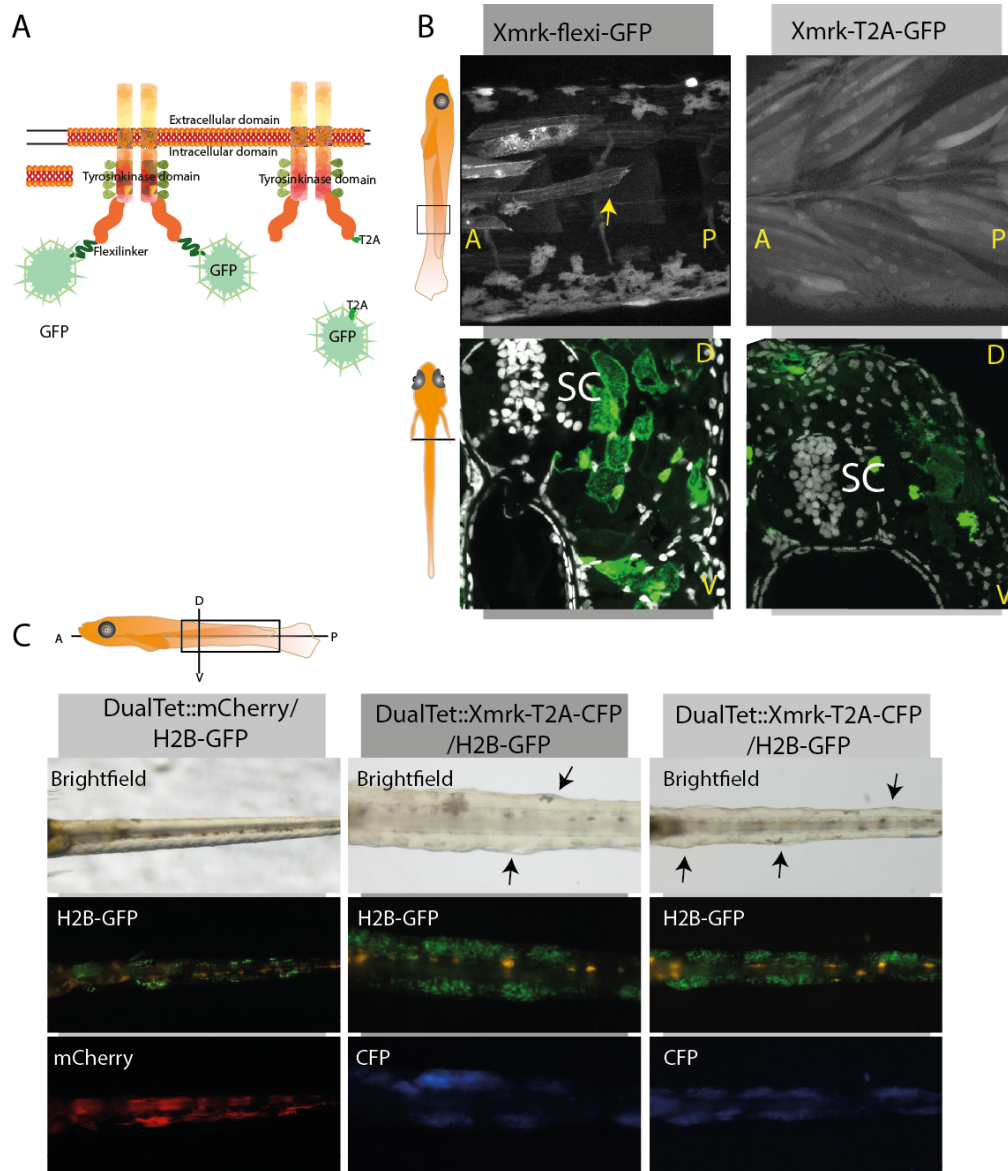 A
Extracellular domain
Intracellular domain
Tyrosinkinase domain
Tyrosinkinase domain
Flexilinker
T2A
GFP
GFP
T2A
GFP
B
Xmrk-flexi-GFP
Xmrk-T2A-GFP
A
P
A
P
D
SC
V
D
SC
V
C
D
A
P
V
DualTet::mCherry/
H2B-GFP
DualTet::Xmrk-T2A-CFP
/H2B-GFP
DualTet::Xmrk-T2A-CFP
/H2B-GFP
Brightfield
Brightfield
Brightfield
H2B-GFP
H2B-GFP
H2B-GFP
mCherry
CFP
CFP